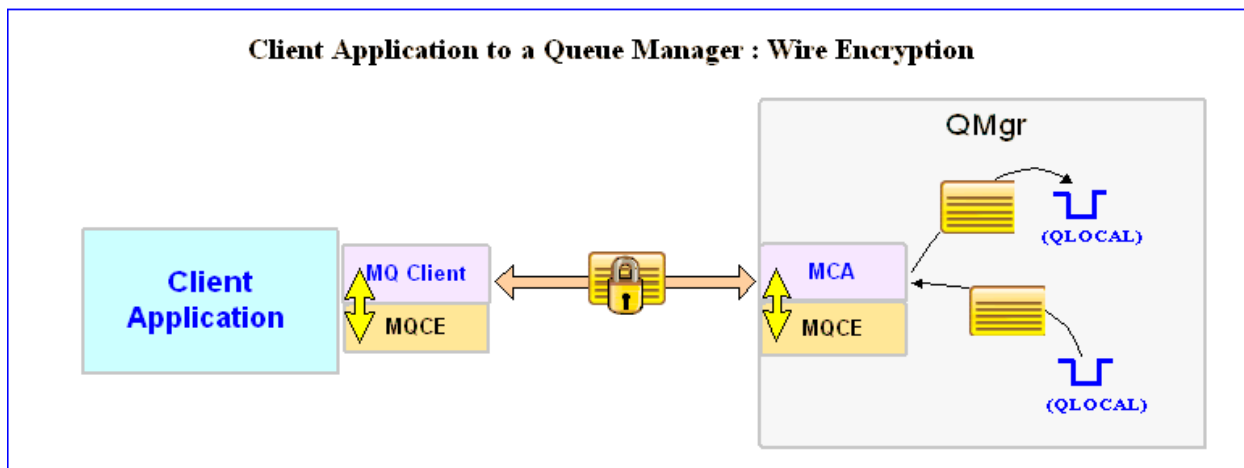 Client Application to a Queue Manager : Wire Encryption
QMgr
(QLOCAL)
Client
Application
MQ Client
MQCE
MCA
MQCE
(QLOCAL)